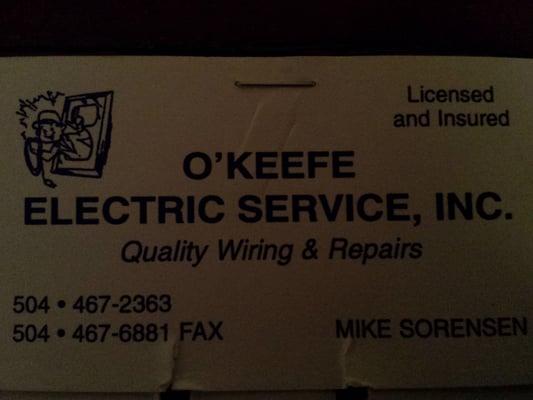 Licensed
and Insured
O'KEEFE
ELECTRIC SERVICE, INC.
Quality Wiring & Repairs
504 • 467-2363
504 • 467-6881 FAX
MIKE SORENSEN